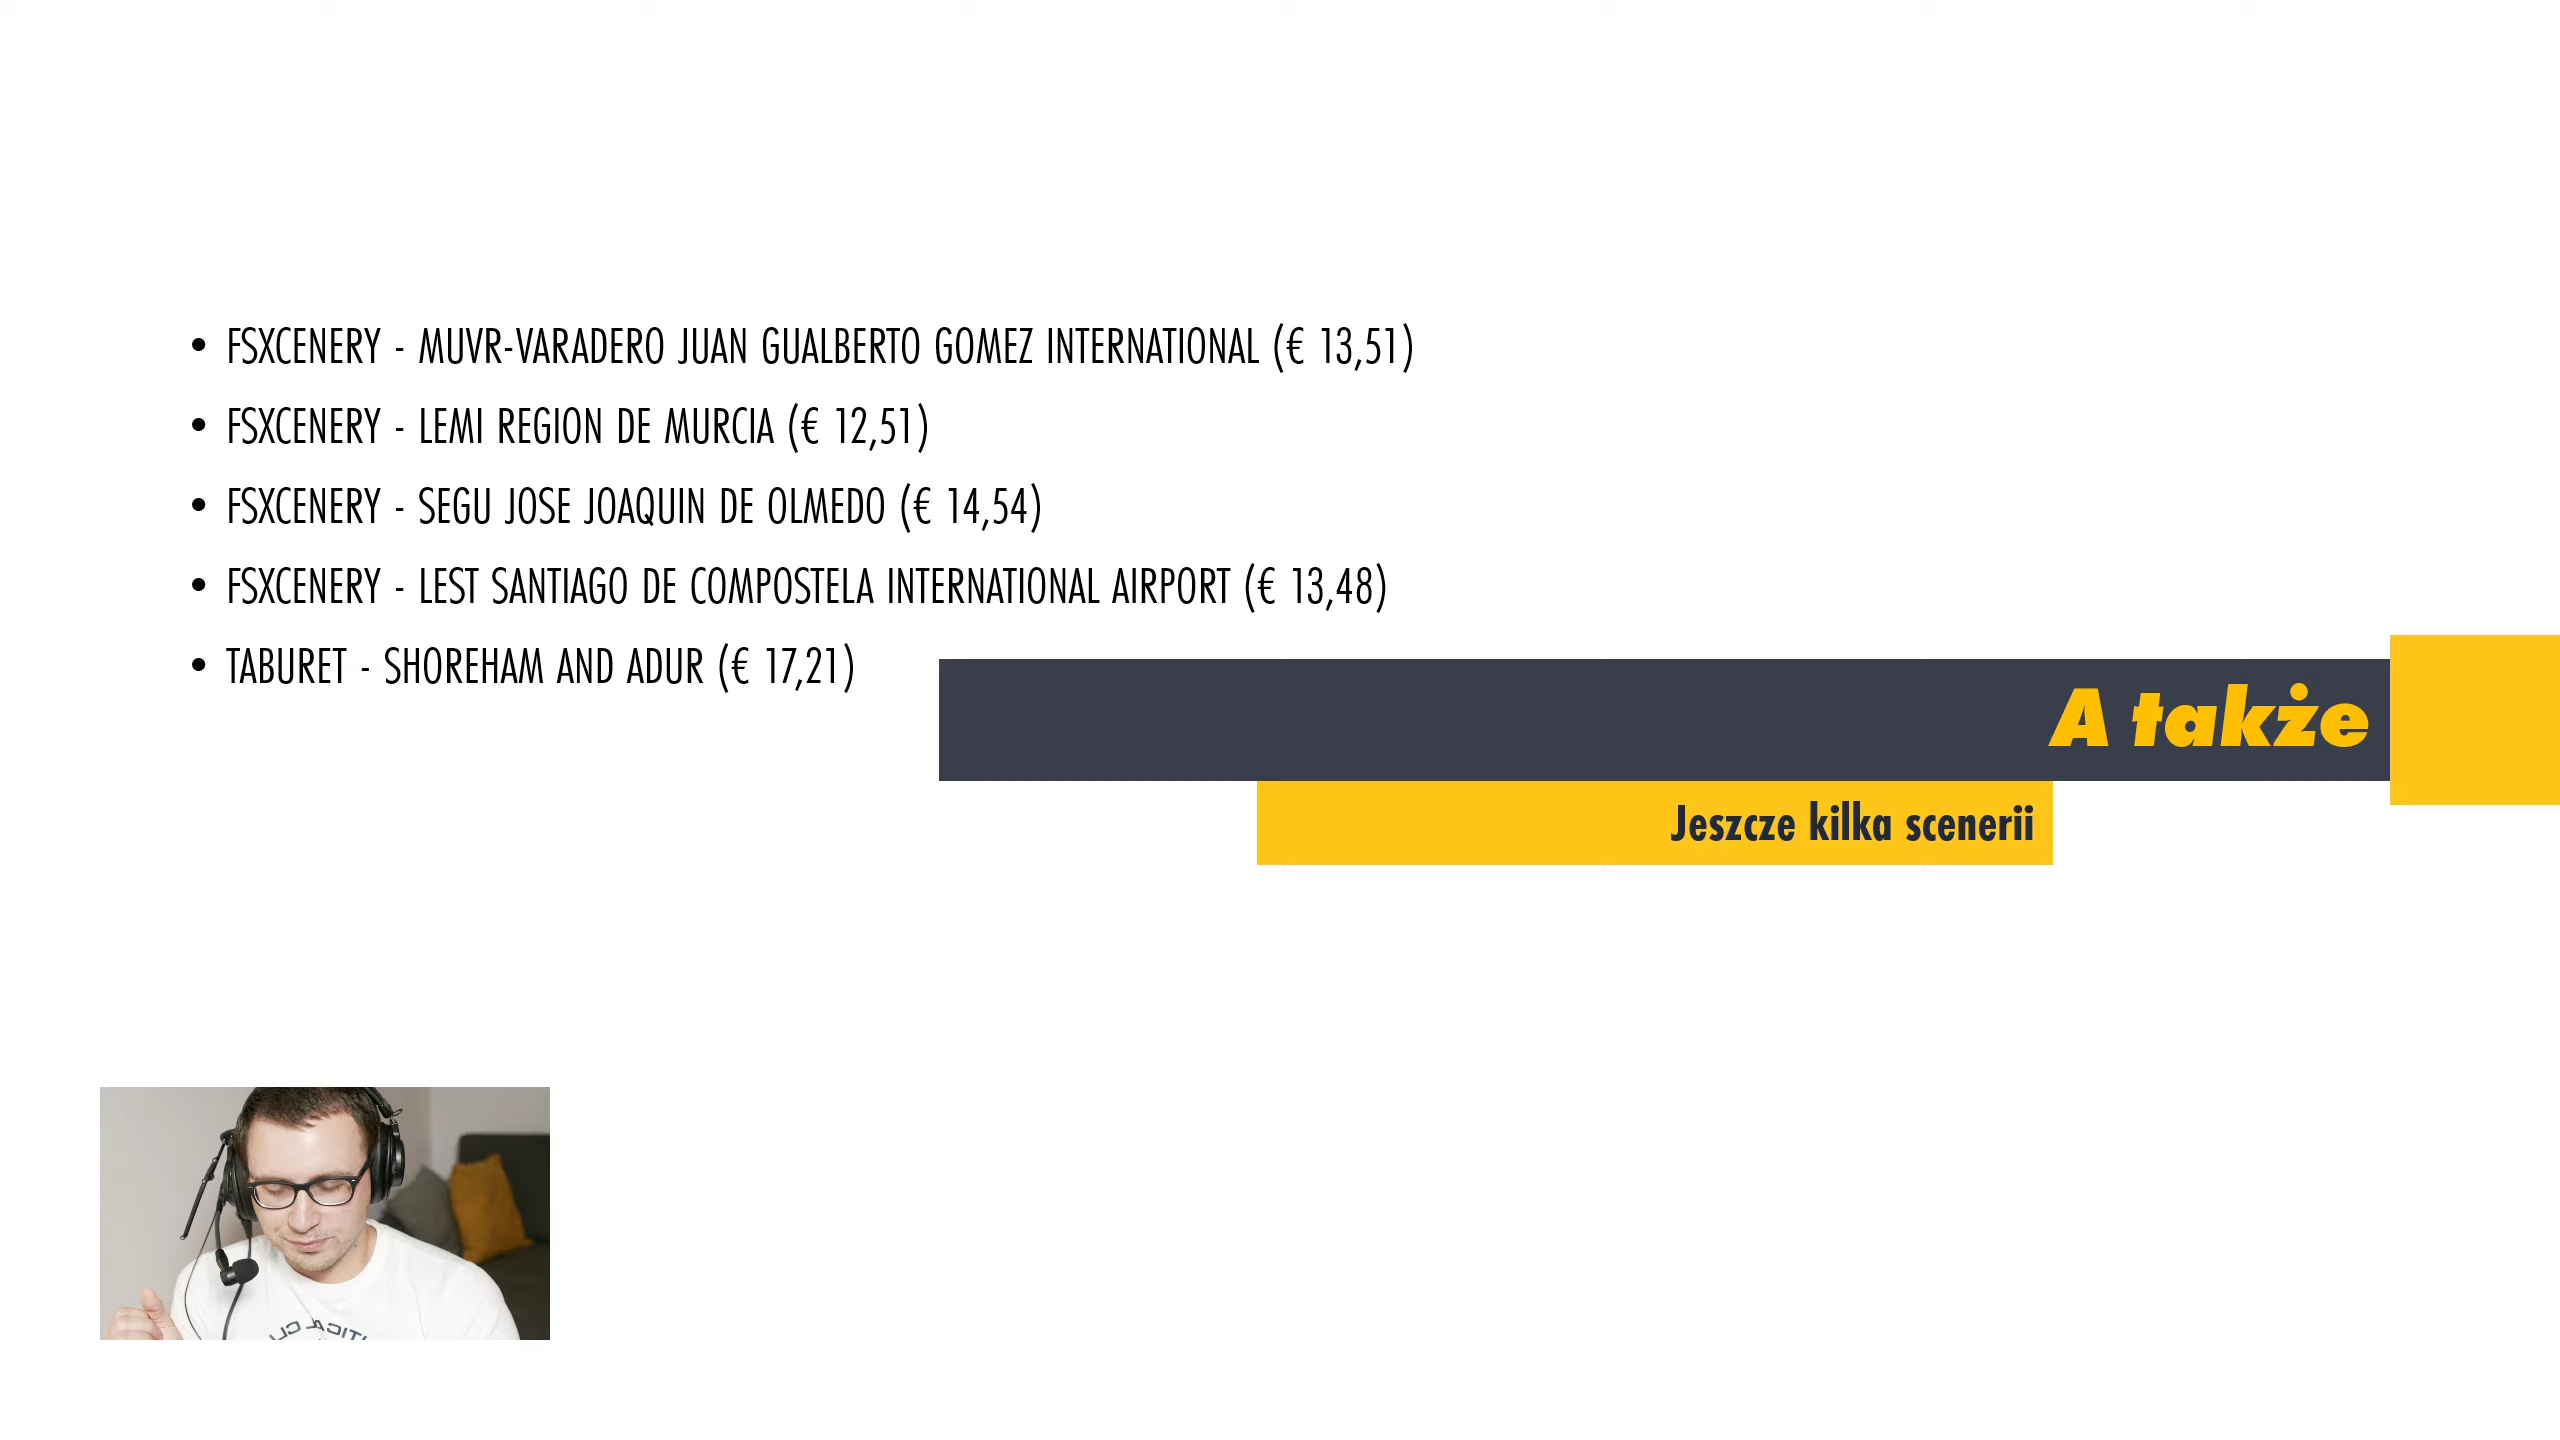 • FSXCENERY - MUVR-VARADERO JUAN GUALBERTO GOMEZ INTERNATIONAL (€ 13,51)
• FSXCENERY - LEMI REGION DE MURCIA (€ 12,51)
• FSXCENERY - SEGU JOSE JOAQUIN DE OLMEDO (€ 14,54)
• FSXCENERY - LEST SANTIAGO DE COMPOSTELA INTERNATIONAL AIRPORT (€ 13,48)
• TABURET - SHOREHAM AND ADUR (€ 17,21)
A także
Jeszcze kilka scenerii